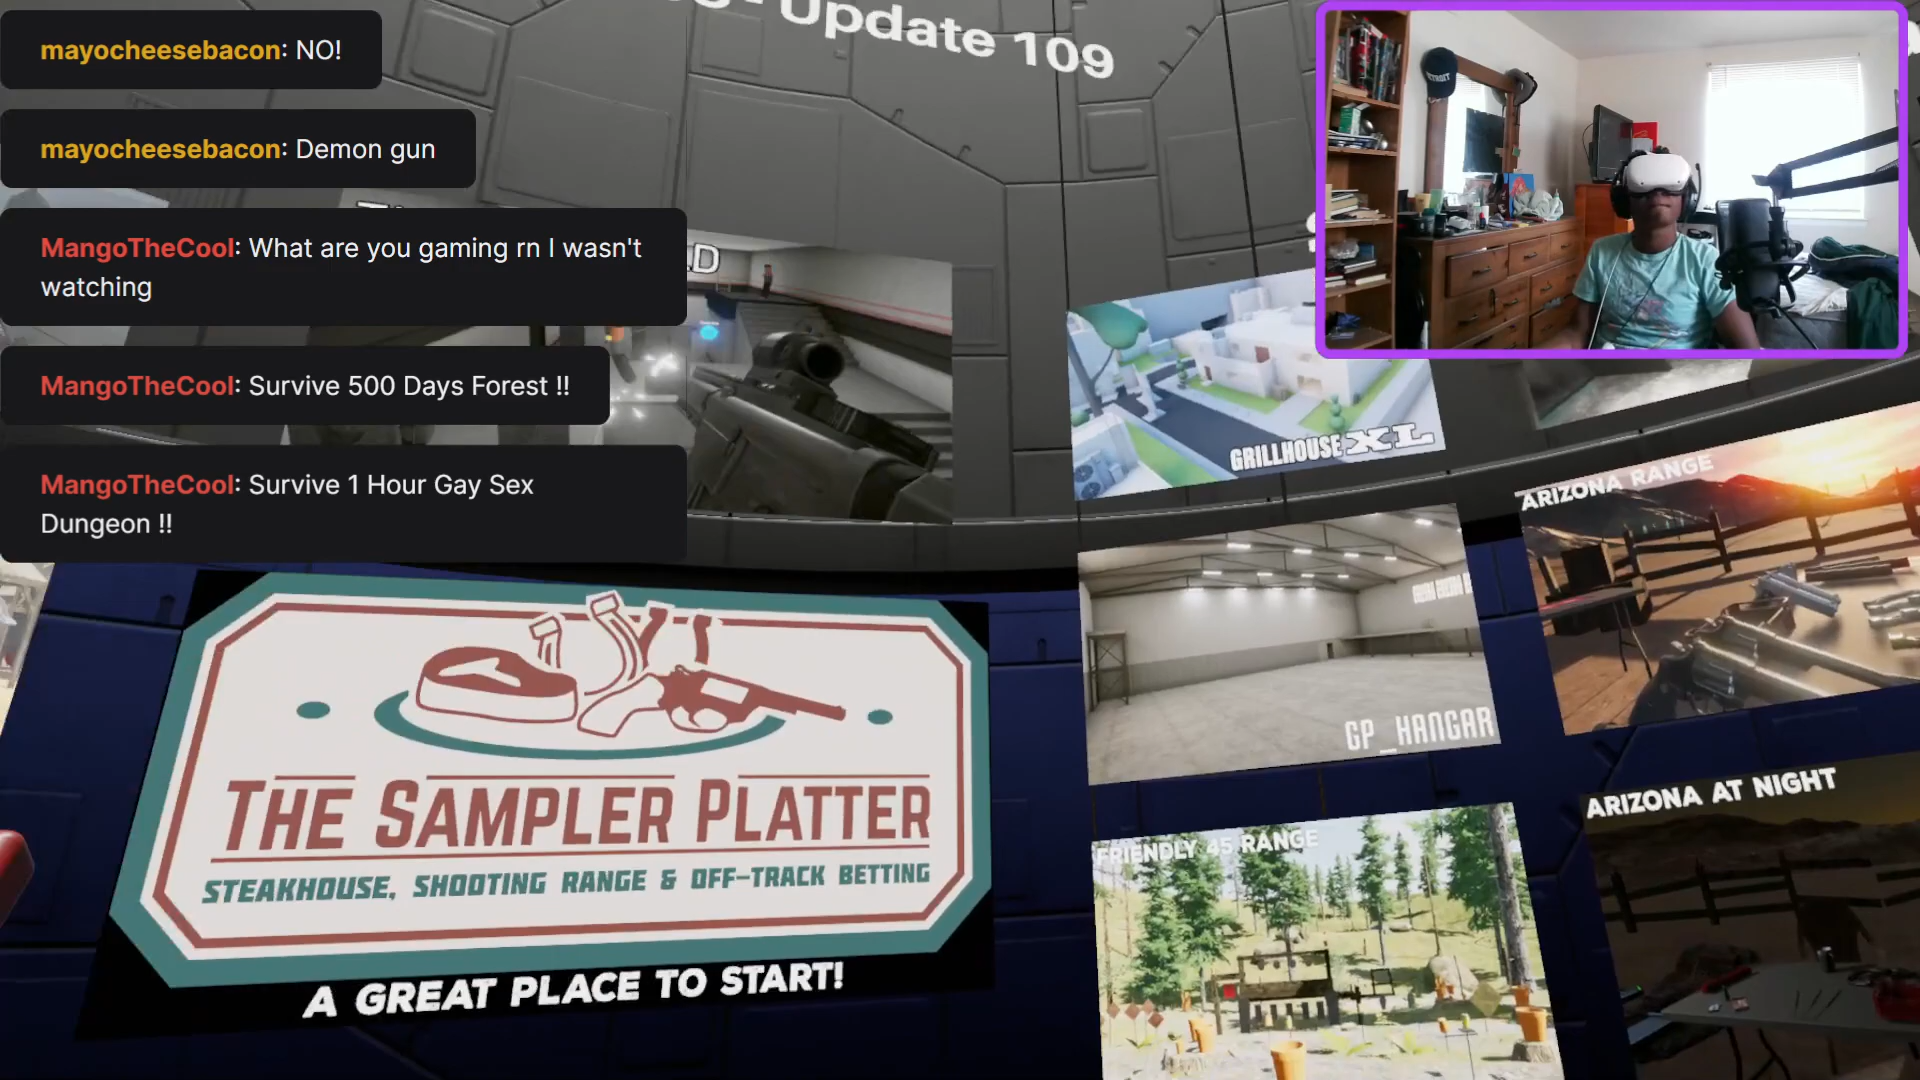 mayocheesebacon: NO!
mayocheesebacon: Demon gun
MangoTheCool: What are you gaming rn I wasn't
watching
MangoTheCool: Survive 500 Days Forest !!
MangoTheCool: Survive 1 Hour Gay Sex
Dungeon !!
Update 109
DETROIT
GRILLHOUSE XL
ARIZONA RANGE
GP_HANGAR
FRIENDLY 45 RANGE
ARIZONA AT NIGHT
THE SAMPLER PLATTER
STEAKHOUSE, SHOOTING RANGE & OFF-TRACK BETTING
A GREAT PLACE TO START!